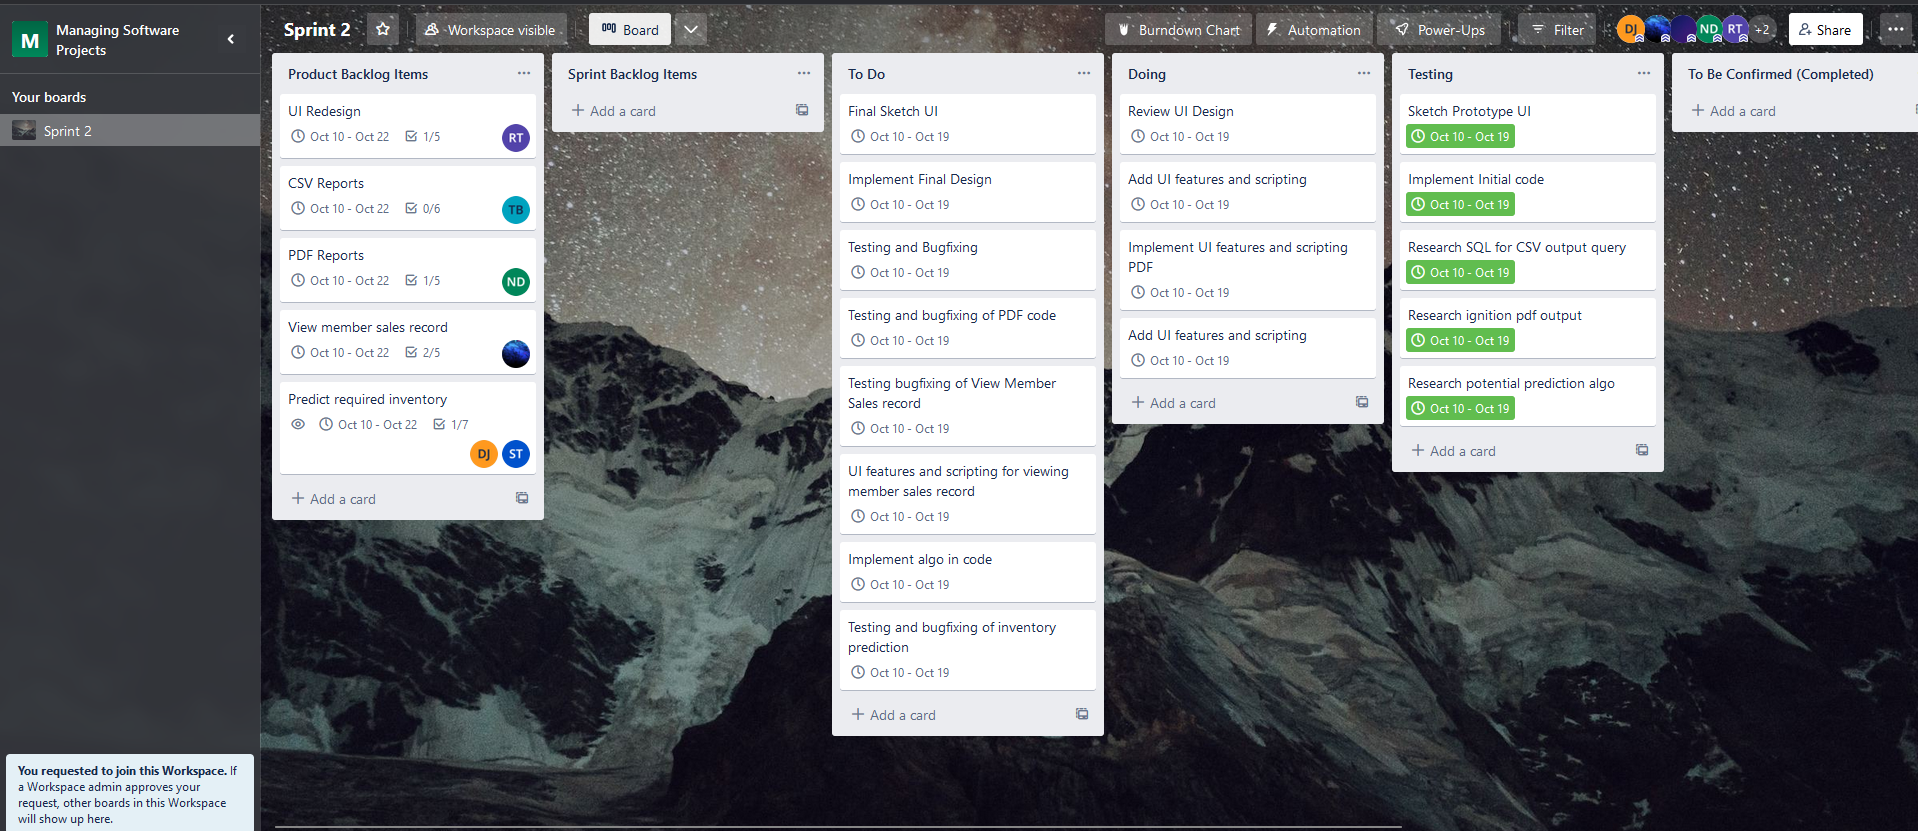 M
Managing Software
Projects
Your boards
Sprint 2
You requested to join this Workspace. If
a Workspace admin approves your
request, other boards in this Workspace
will show up here.
Sprint 2
Workspace visible
Board
Burndown Chart
Automation
Power-Ups
Filter
DJ
ND
RT
+2
Share
Product Backlog Items
UI Redesign
Oct 10 - Oct 22 1/5
RT
CSV Reports
Oct 10 - Oct 22 0/6
TB
PDF Reports
Oct 10 - Oct 22 1/5
ND
View member sales record
Oct 10 - Oct 22 2/5
Predict required inventory
Oct 10 - Oct 22 1/7
DJ ST
+ Add a card
Sprint Backlog Items
+ Add a card
To Do
Final Sketch UI
Oct 10 - Oct 19
Implement Final Design
Oct 10 - Oct 19
Testing and Bugfixing
Oct 10 - Oct 19
Testing and bugfixing of PDF code
Oct 10 - Oct 19
Testing bugfixing of View Member
Sales record
Oct 10 - Oct 19
UI features and scripting for viewing
member sales record
Oct 10 - Oct 19
Implement algo in code
Oct 10 - Oct 19
Testing and bugfixing of inventory
prediction
Oct 10 - Oct 19
+ Add a card
Doing
Review UI Design
Oct 10 - Oct 19
Add UI features and scripting
Oct 10 - Oct 19
Implement UI features and scripting
PDF
Oct 10 - Oct 19
Add UI features and scripting
Oct 10 - Oct 19
+ Add a card
Testing
Sketch Prototype UI
Oct 10 - Oct 19
Implement Initial code
Oct 10 - Oct 19
Research SQL for CSV output query
Oct 10 - Oct 19
Research ignition pdf output
Oct 10 - Oct 19
Research potential prediction algo
Oct 10 - Oct 19
+ Add a card
To Be Confirmed (Completed)
+ Add a card